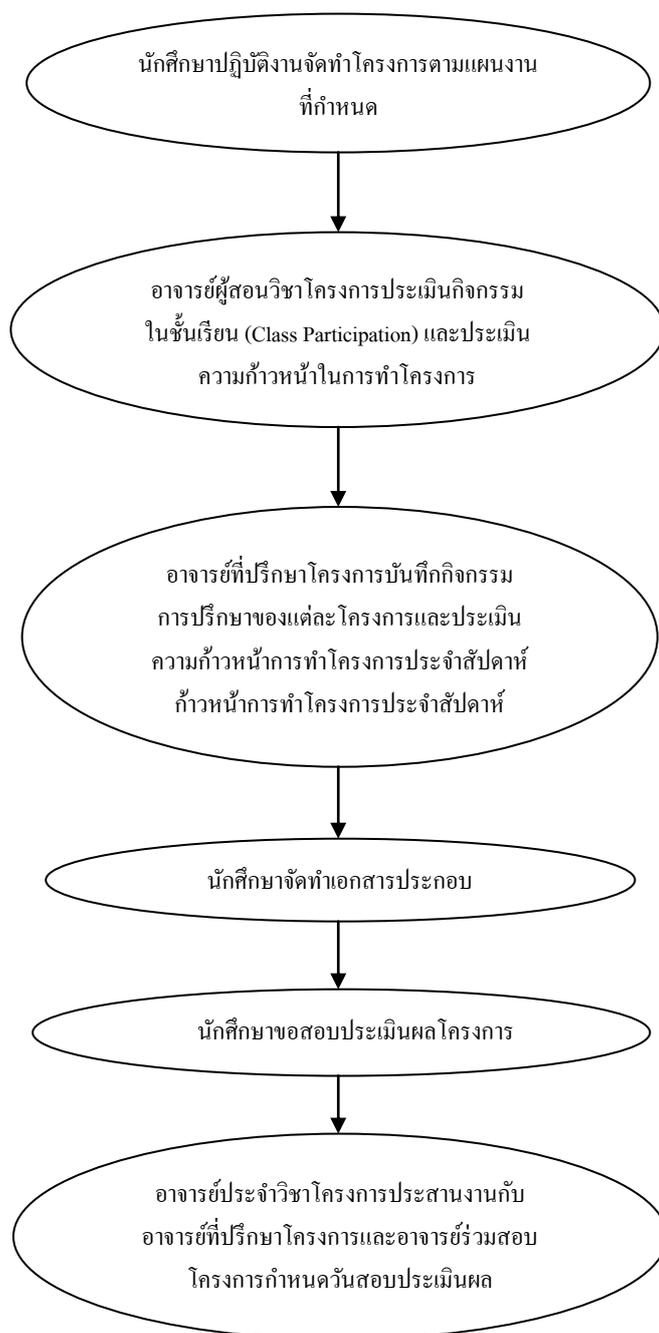 นักศึกษาปฏิบัติงานจัดทำโครงการตามแผนงาน
ที่กำหนด
อาจารย์ผู้สอนวิชาโครงการประเมินกิจกรรม
ในชั้นเรียน (Class Participation) และประเมิน
ความก้าวหน้าในการทำโครงการ
อาจารย์ที่ปรึกษาโครงการบันทึกกิจกรรม
การปรึกษาของแต่ละโครงการและประเมิน
ความก้าวหน้าการทำโครงการประจำสัปดาห์
ก้าวหน้าการทำโครงการประจำสัปดาห์
นักศึกษาจัดทำเอกสารประกอบ
นักศึกษาขอสอบประเมินผลโครงการ
อาจารย์ประจำวิชาโครงการประสานงานกับ
อาจารย์ที่ปรึกษาโครงการและอาจารย์ร่วมสอบ
โครงการกำหนดวันสอบประเมินผล